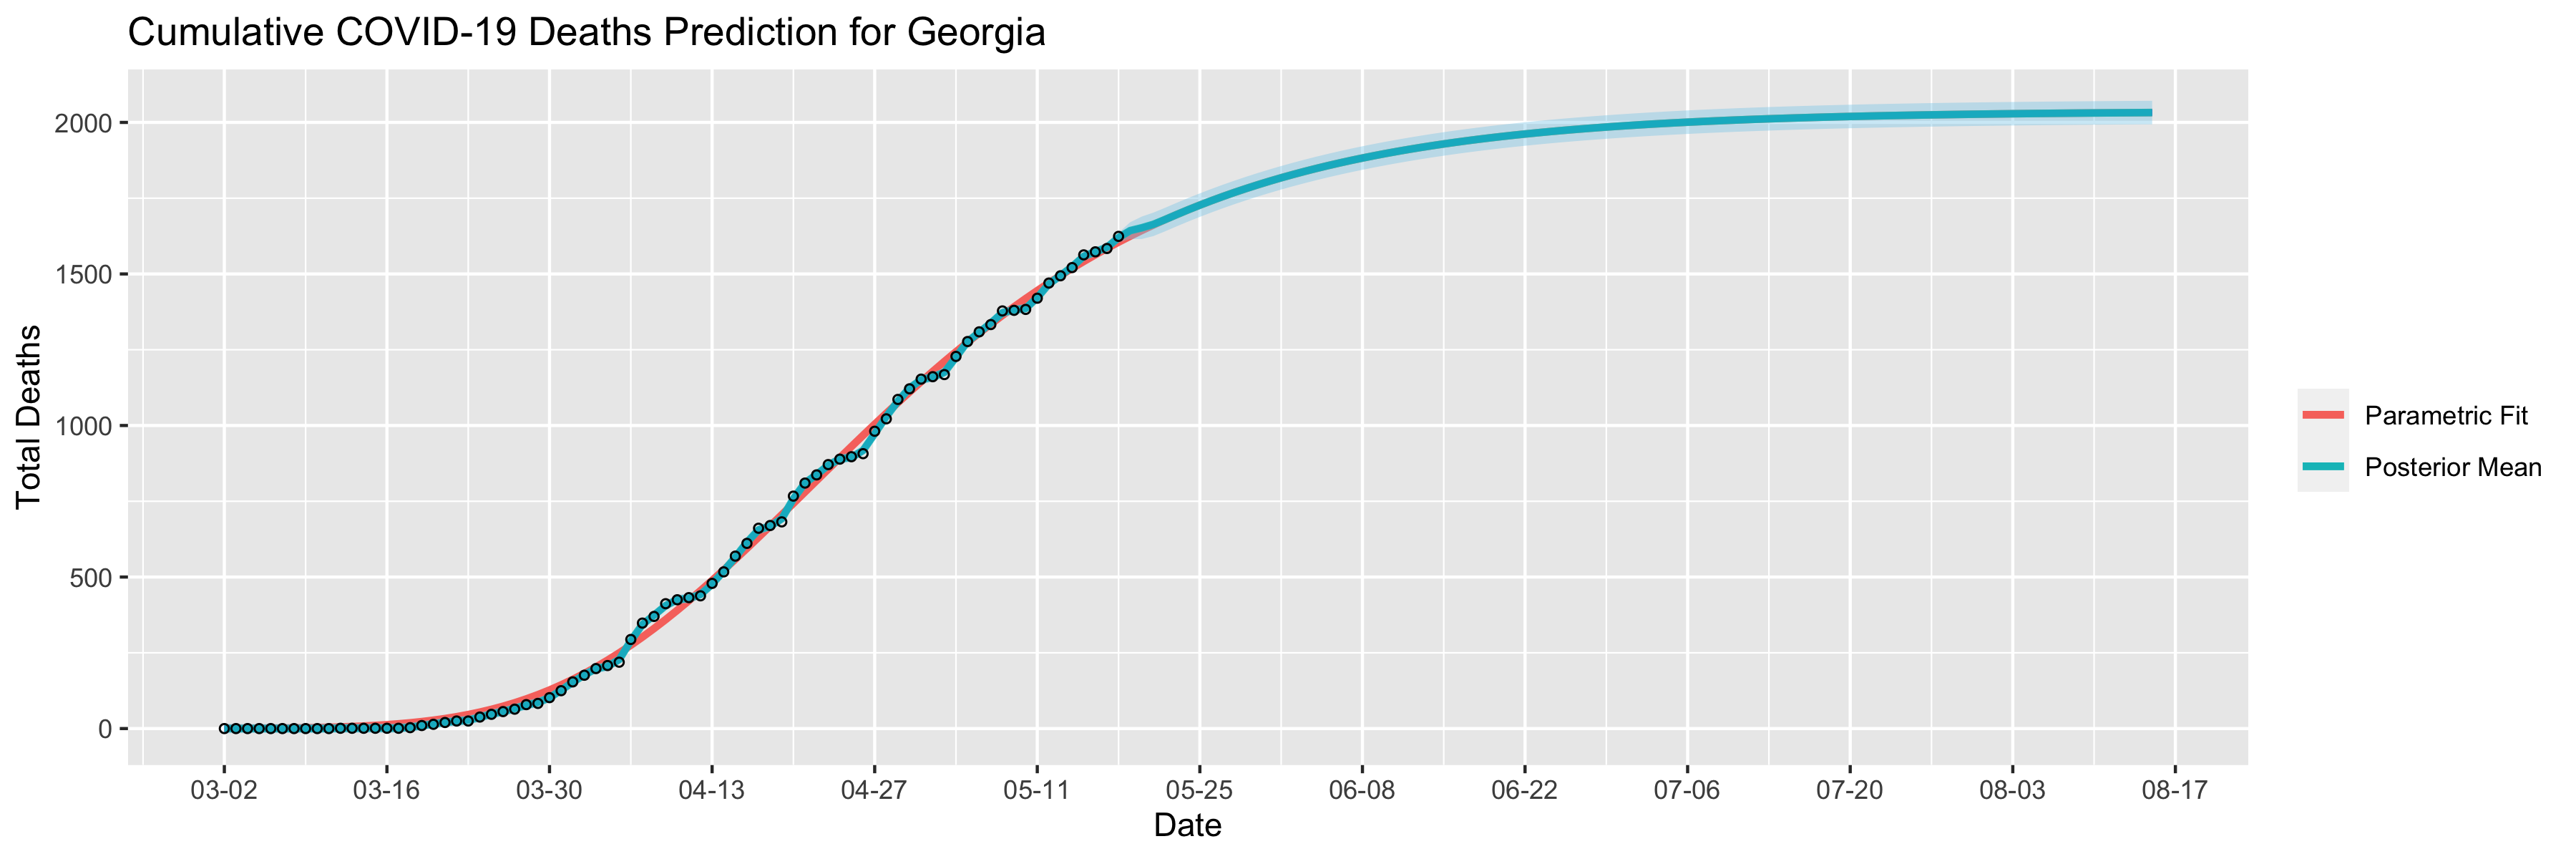 Cumulative COVID-19 Deaths Prediction for Georgia
Total Deaths
2000
1500
1000
500
0
03-02 03-16 03-30 04-13 04-27 05-11 05-25 06-08 06-22 07-06 07-20 08-03 08-17
Date
Parametric Fit
Posterior Mean